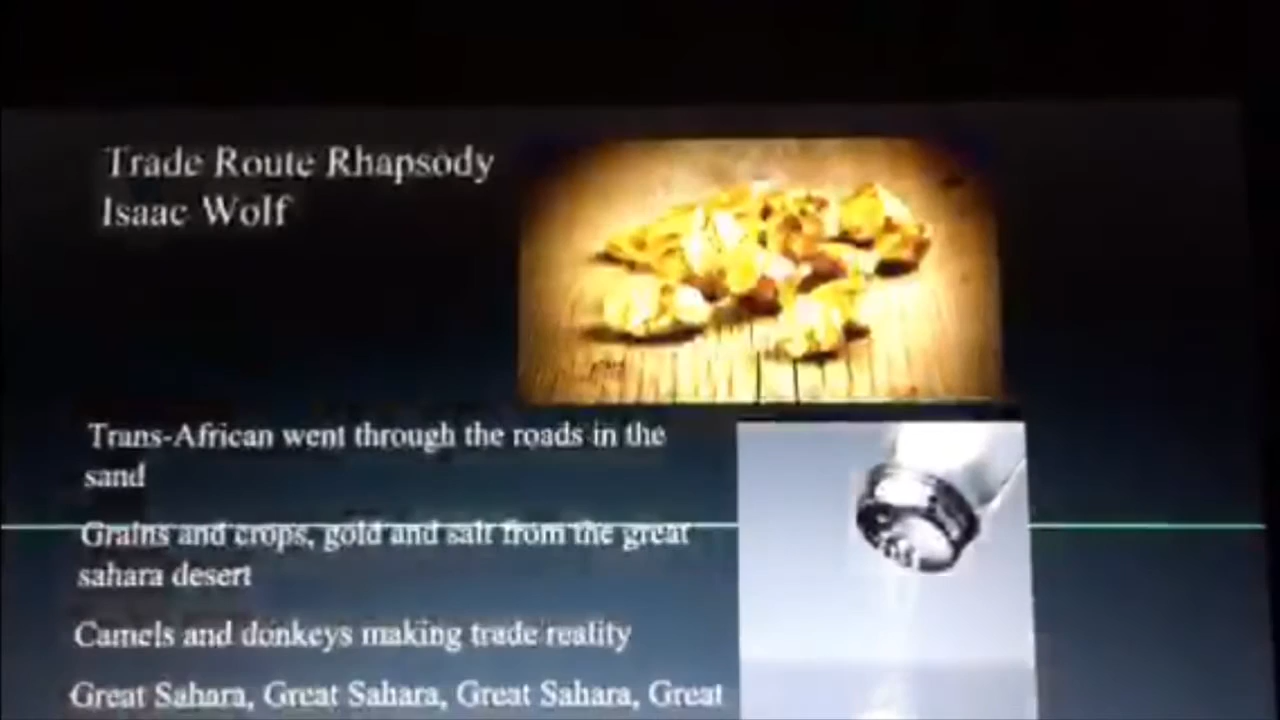 Trade Route Rhapsody
Isaac Wolf
Trans-African went through the roads in the
sand
Grains and crops, gold and salt from the great
sahara desert
Camels and donkeys making trade reality
Great Sahara, Great Sahara, Great Sahara, Great